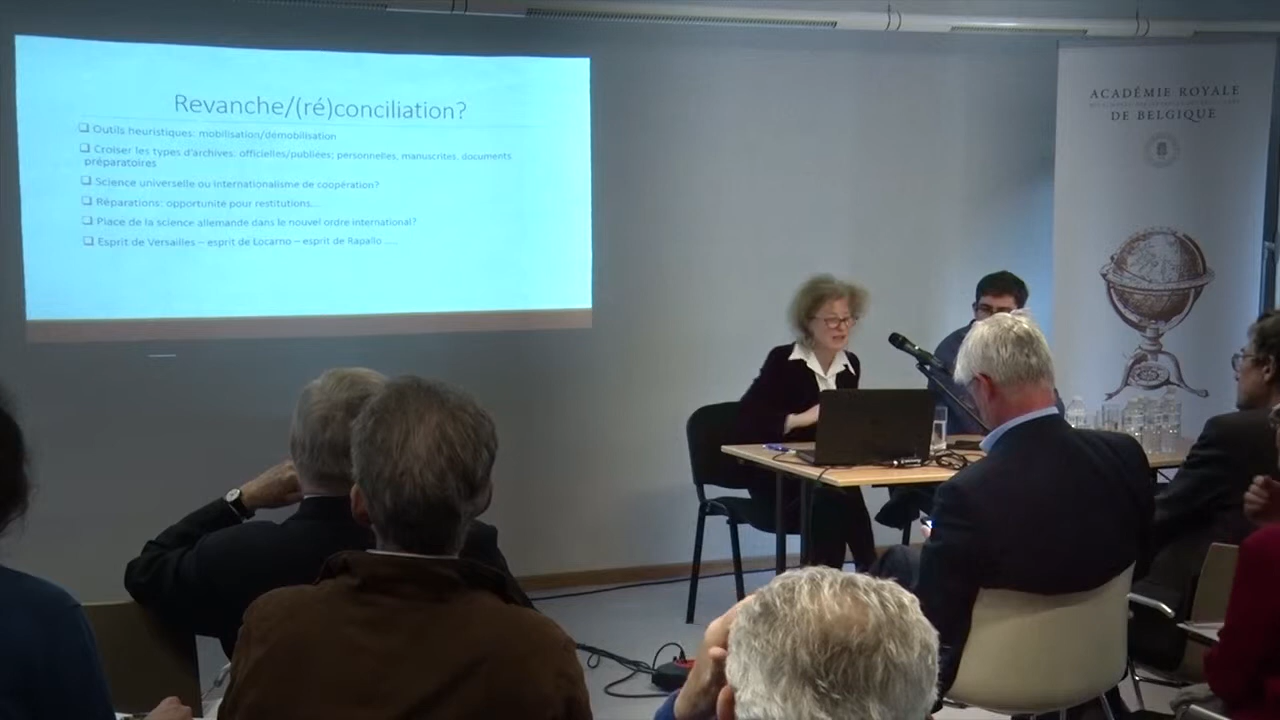 Revanche/(ré)conciliation?
Outils heuristiques: mobilisation/démobilisation
Croiser les types d'archives: officielles/publiées; personnelles, manuscrites, documents
préparatoires
Science universelle ou internationalisme de coopération?
Réparations: opportunité pour restitutions...
Place de la science allemande dans le nouvel ordre international?
Esprit de Versailles – esprit de Locarno – esprit de Rapallo .....
ACADÉMIE ROYALE
DE BELGIQUE